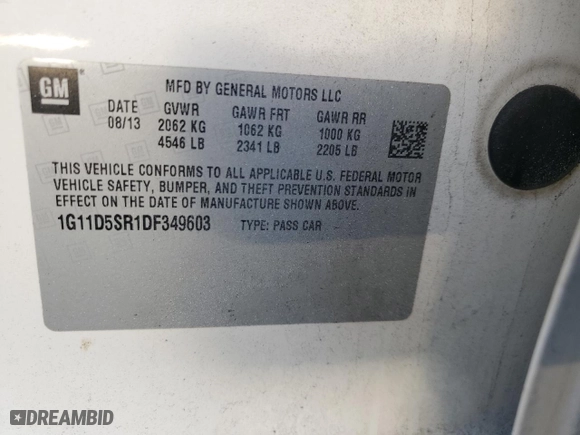 GM
MFD BY GENERAL MOTORS LLC
DATE GVWR GAWR FRT GAWR RR
08/13 2062 KG 1062 KG 1000 KG
4546 LB 2341 LB 2205 LB
THIS VEHICLE CONFORMS TO ALL APPLICABLE U.S. FEDERAL MOTOR
VEHICLE SAFETY, BUMPER, AND THEFT PREVENTION STANDARDS IN
EFFECT ON THE DATE OF MANUFACTURE SHOWN ABOVE.
1G11D5SR1DF349603 TYPE: PASS CAR
DREAMBID